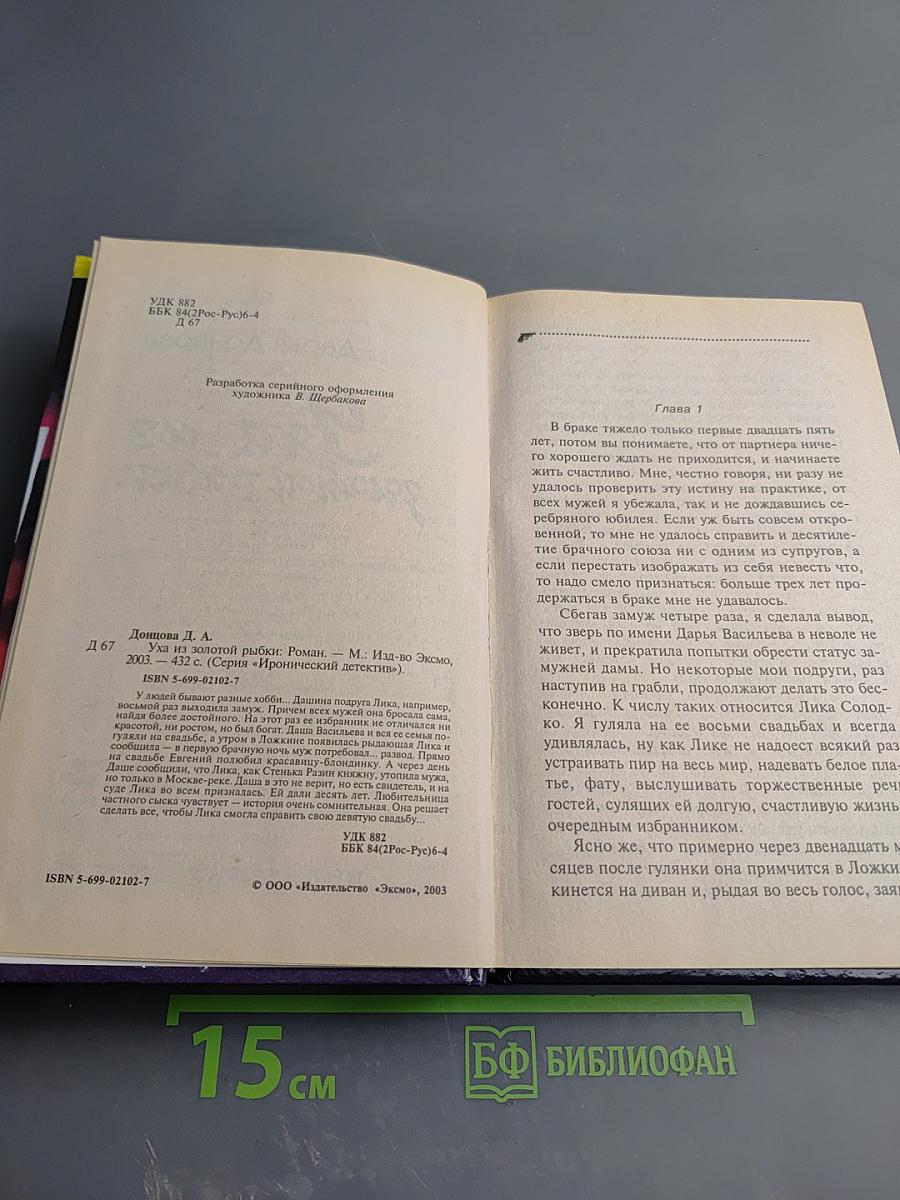 УДК 882
ББК 84(2Рос-Рус)6-4
Д 67
Разработка серийного оформления
художника В. Щербакова
Донцова Д. А.
Д 67 Уха из золотой рыбки: Роман. — М.: Изд-во Эксмо,
2003. — 432 с. (Серия «Иронический детектив»).
ISBN 5-699-02102-7
У людей бывают разные хобби... Дашина подруга Лика, например,
восьмой раз выходила замуж. Причем всех мужей она бросала сама,
найдя более достойного. На этот раз ее избранник не отличался ни
красотой, ни ростом, но был богат. Даша Васильева и вся ее семья по-
гуляли на свадьбе, а утром в Ложкине появилась рыдающая Лика и
сообщила — в первую брачную ночь муж потребовал... развод. Прямо
на свадьбе Евгений полюбил красавицу-блондинку. А через день
Даше сообщили, что Лика, как Стенька Разин княжну, утопила мужа,
но только в Москве-реке. Даша в это не верит, но есть свидетель, и на
суде Лика во всем призналась. Ей дали десять лет. Любительница
частного сыска чувствует — история очень сомнительная. Она решает
сделать все, чтобы Лика смогла справить свою девятую свадьбу...
УДК 882
ББК 84(2Рос-Рус)6-4
ISBN 5-699-02102-7
© ООО «Издательство «Эксмо», 2003
Глава 1
В браке тяжело только первые двадцать пять
лет, потом вы понимаете, что от партнера ниче-
го хорошего ждать не приходится, и начинаете
жить счастливо. Мне, честно говоря, ни разу не
удалось проверить эту истину на практике, от
всех мужей я убежала, так и не дождавшись се-
ребряного юбилея. Если уж быть совсем откро-
венной, то мне не удалось справить и десятиле-
тие брачного союза ни с одним из супругов, а
если перестать изображать из себя невесть что,
то надо смело признаться: больше трех лет про-
держаться в браке мне не удавалось.
Сбегав замуж четыре раза, я сделала вывод,
что зверь по имени Дарья Васильева в неволе не
живет, и прекратила попытки обрести статус за-
мужней дамы. Но некоторые мои подруги, раз
наступив на грабли, продолжают делать это бес-
конечно. К числу таких относится Лика Солод-
ко. Я гуляла на ее восьми свадьбах и всегда
удивлялась, ну как Лике не надоест всякий раз
устраивать пир на весь мир, надевать белое пла-
тье, фату, выслушивать торжественные речи
гостей, сулящих ей долгую, счастливую жизнь
очередным избранником.
Ясно же, что примерно через двенадцать м
сяцев после гулянки она примчится в Ложки
кинется на диван и, рыдая во весь голос, зая
15 см
БФ БИБЛИОФАН